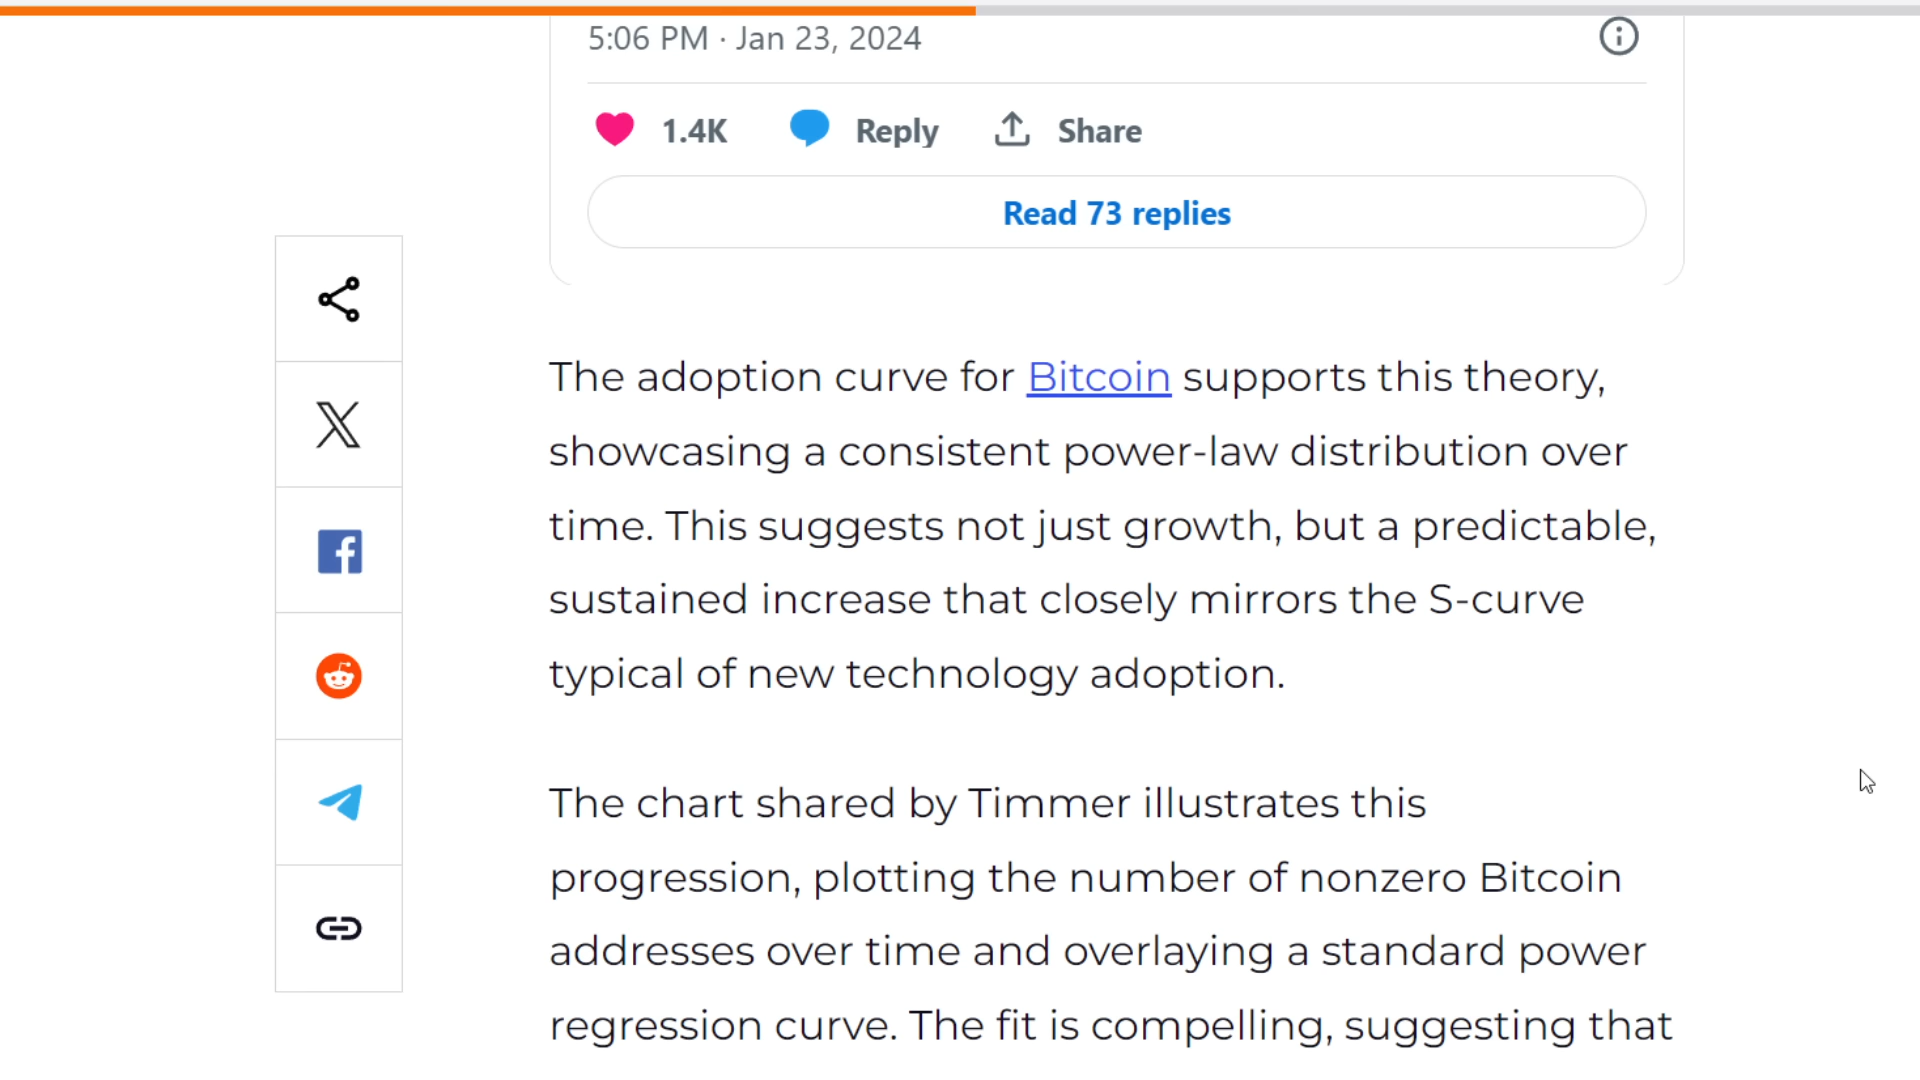 5:06 PM · Jan 23, 2024
1.4K Reply Share
Read 73 replies
The adoption curve for Bitcoin supports this theory,
showcasing a consistent power-law distribution over
time. This suggests not just growth, but a predictable,
sustained increase that closely mirrors the S-curve
typical of new technology adoption.
The chart shared by Timmer illustrates this
progression, plotting the number of nonzero Bitcoin
addresses over time and overlaying a standard power
regression curve. The fit is compelling, suggesting that